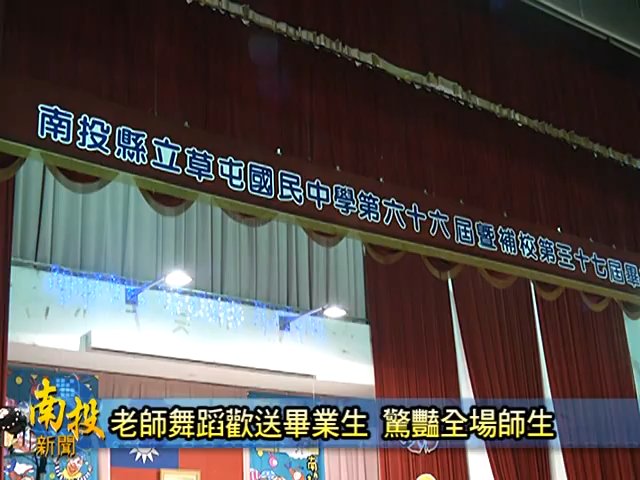 南投縣立草屯國民中學第六十六屆暨補校第三十七屆畢
南投
新聞
老師舞蹈歡送畢業生 驚豔全場師生